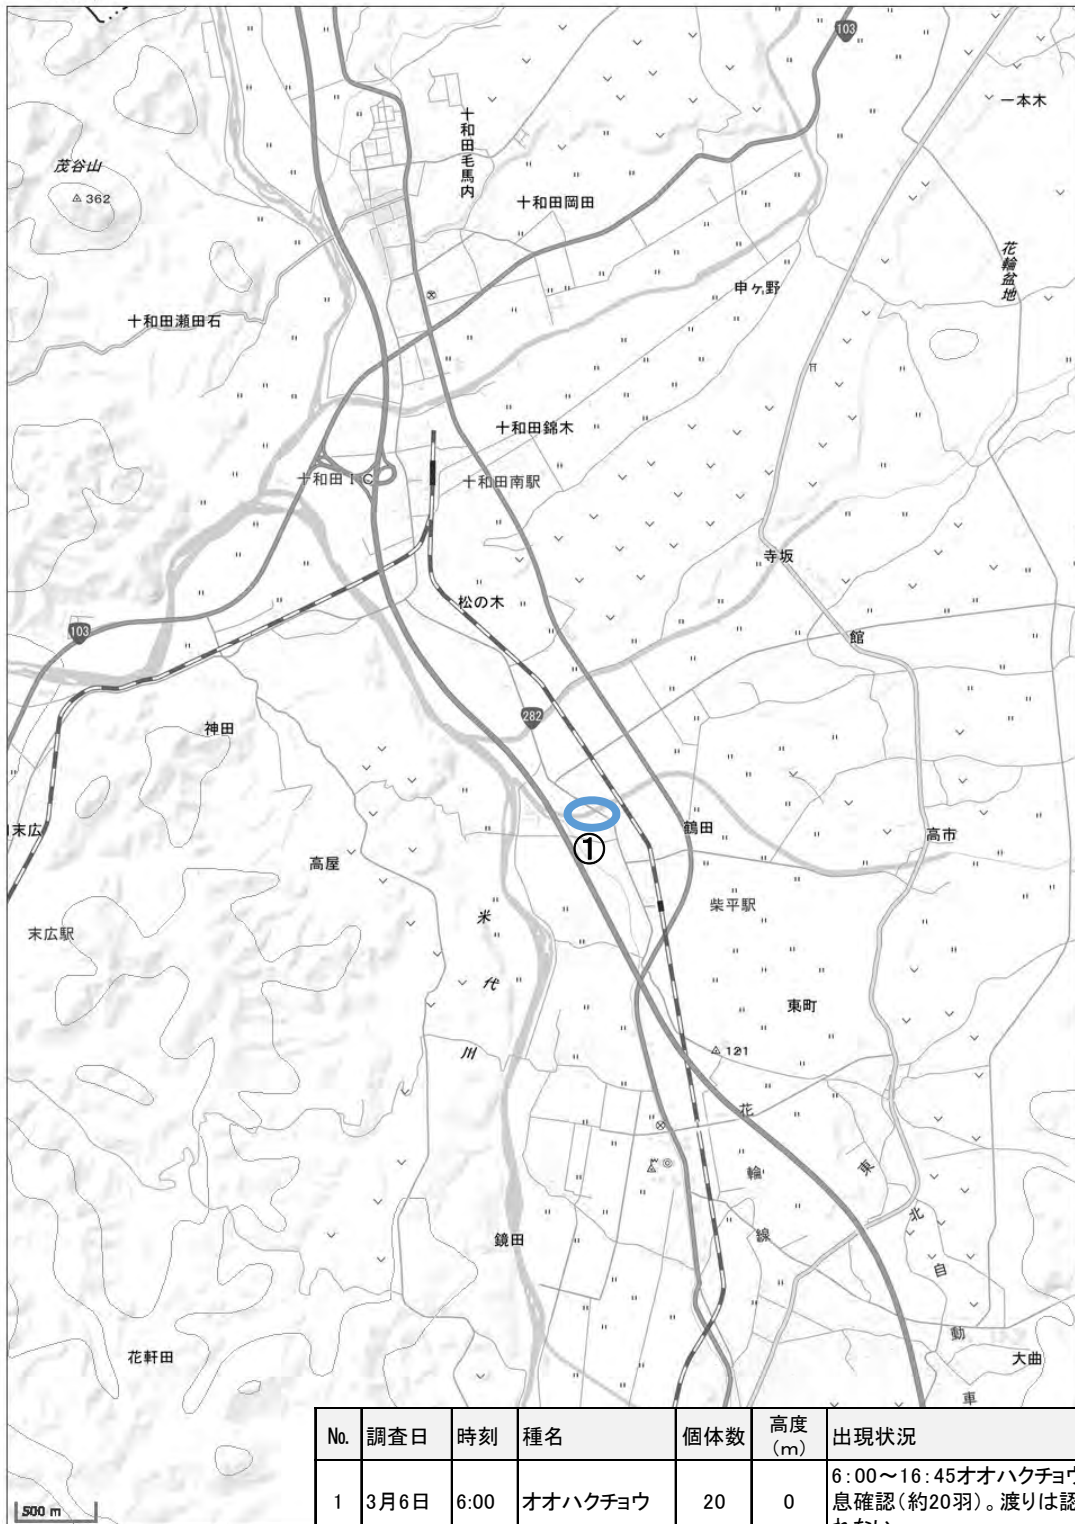 103
一本木
十和田毛馬内
茂谷山
362
十和田岡田
花輪盆地
申ヶ野
十和田瀬田石
十和田錦木
十和田IC
十和田南駅
寺坂
松の木
館
103
神田
282
末広
鶴田
高市
①
高屋
柴平駅
末広駅
米代川
東町
121
花輪線
東北自動車
鏡田
花軒田
大曲
No. 調査日 時刻 種名 個体数 高度(m) 出現状況
1 3月6日 6:00 オオハクチョウ 20 0 6:00～16:45オオハクチョウ
息確認(約20羽)。渡りは認
れない
500 m